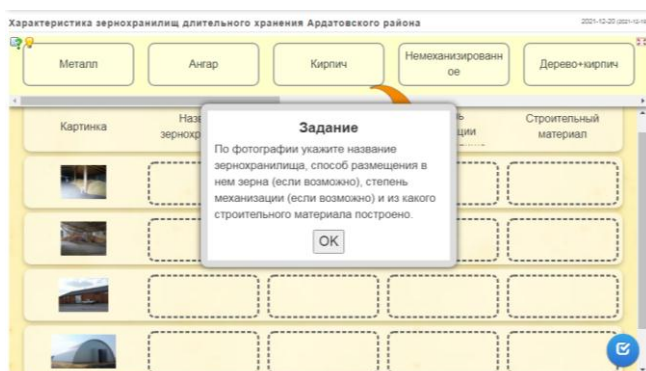 Характеристика зернохранилищ длительного хранения Ардатовского района
2021-12-20
Металл
Ангар
Кирпич
Немеханизированн
ое
Дерево+кирпич
Картинка
Строительный
материал
Задание
По фотографии укажите название
зернохранилища, способ размещения в
нем зерна (если возможно), степень
механизации (если возможно) и из какого
строительного материала построено.
OK